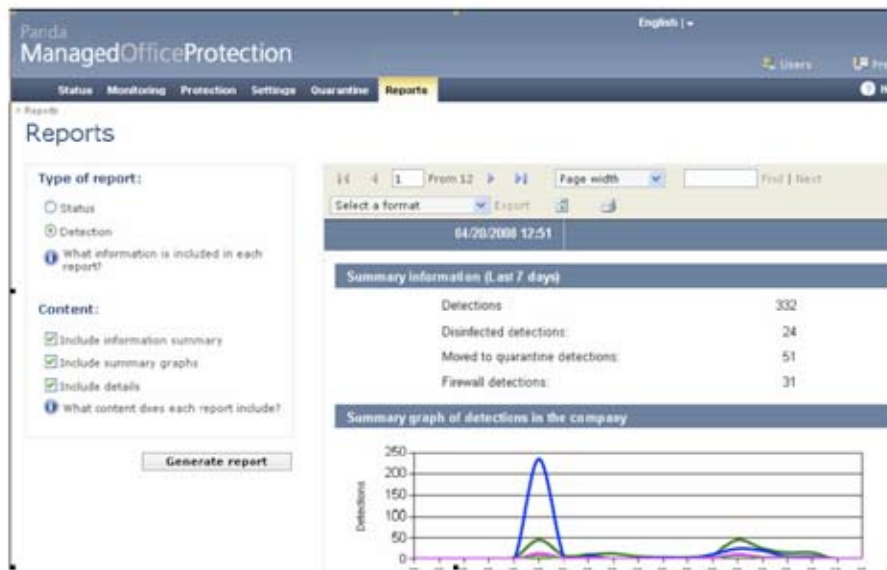 English | ▾
Panda
ManagedOfficeProtection
Users
Status Monitoring Protection Settings Quarantine Reports
> Reports
Reports
Type of report:
Status
Detection
What information is included in each
report?
Content:
Include information summary
Include summary graphs
Include details
What content does each report include?
Generate report
1 From 12 Page width Find | Next
Select a format Export
04/20/2008 12:51
Summary information (Last 7 days)
Detections 332
Disinfected detections: 24
Moved to quarantine detections: 51
Firewall detections: 31
Summary graph of detections in the company
Detections
250
200
150
100
50
0